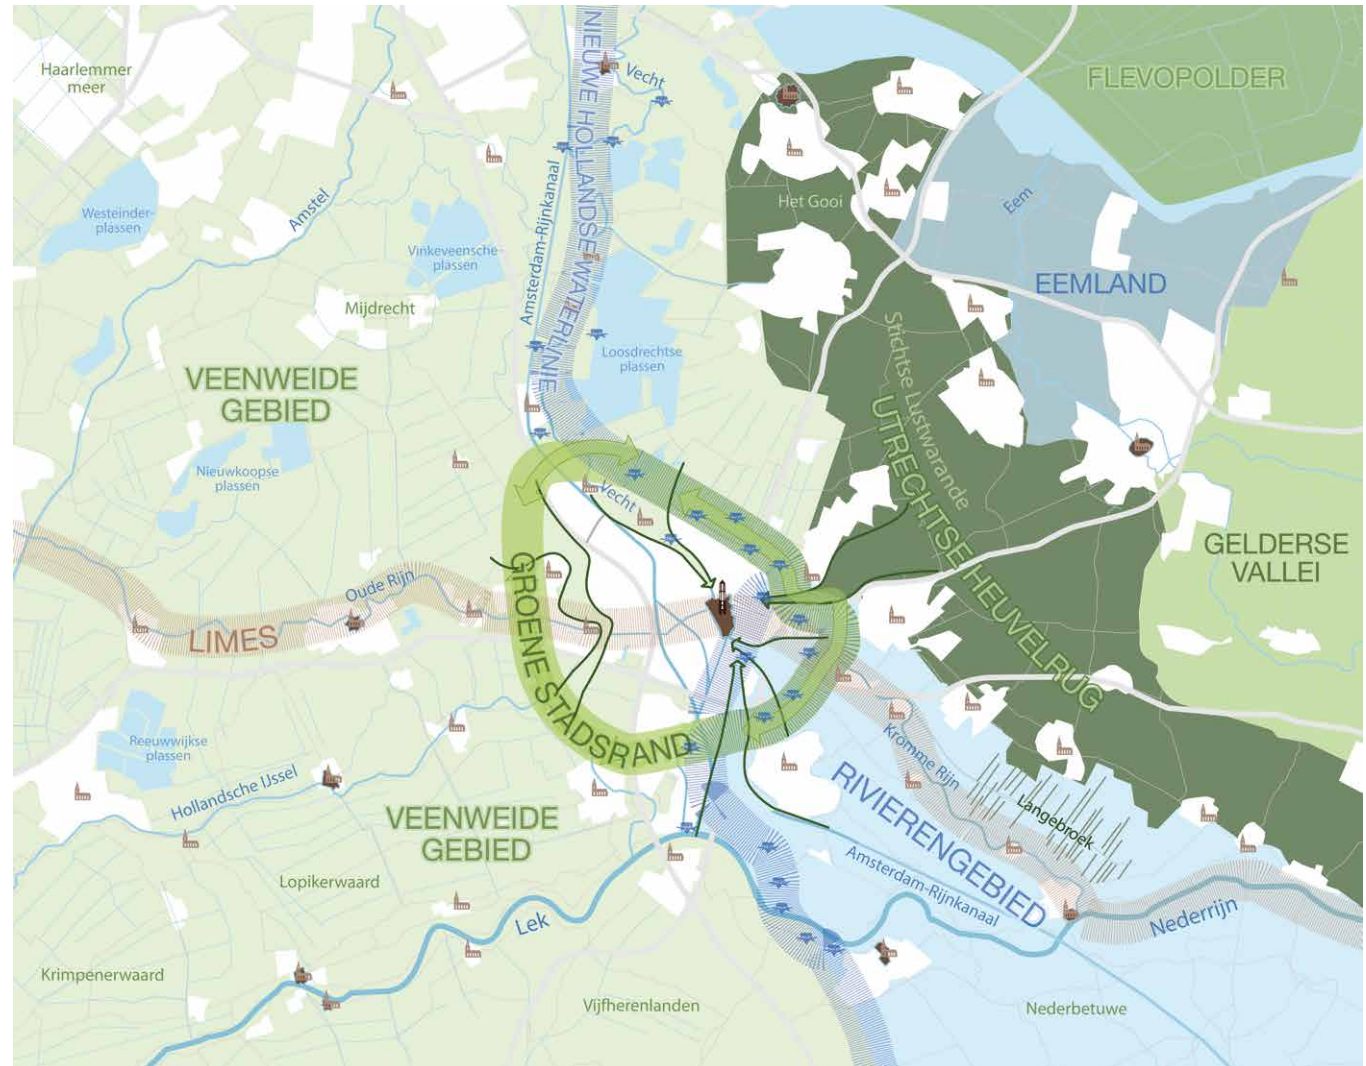 Haarlemmer
meer
NIEUWE HOLLANDSE WATERLINIE
Vecht
FLEVOPOLDER
Westeinder-
plassen
Amstel
Vinkeveensche
plassen
Amsterdam-Rijnkanaal
Het Gooi
Eem
EEMLAND
Mijdrecht
Loosdrechtse
plassen
Stichtse Lustwarande
VEENWEIDE
GEBIED
UTRECHTSE HEUVELRUG
Nieuwkoopse
plassen
Vecht
GELDERSE
VALLEI
Oude Rijn
LIMES
GROENE STADSRAND
Reeuwwijkse
plassen
Hollandsche IJssel
Kromme Rijn
RIVIERENGEBIED
Langebroek
VEENWEIDE
GEBIED
Lopikerwaard
Amsterdam-Rijnkanaal
Lek
Nederrijn
Krimpenerwaard
Vijfherenlanden
Nederbetuwe